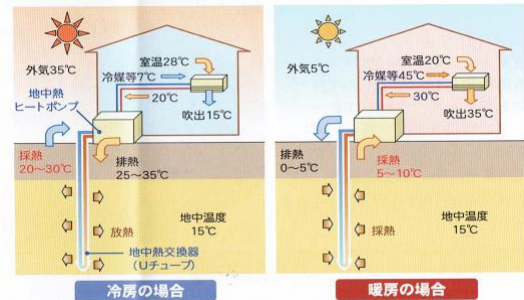 外気35℃
室温28℃
冷媒等7℃
20℃
吹出15℃
地中熱
ヒートポンプ
採熱
20～30℃
排熱
25～35℃
放熱
地中温度
15℃
地中熱交換器
(Uチューブ)
冷房の場合
外気5℃
室温20℃
冷媒等45℃
30℃
吹出35℃
排熱
0～5℃
採熱
5～10℃
採熱
地中温度
15℃
暖房の場合